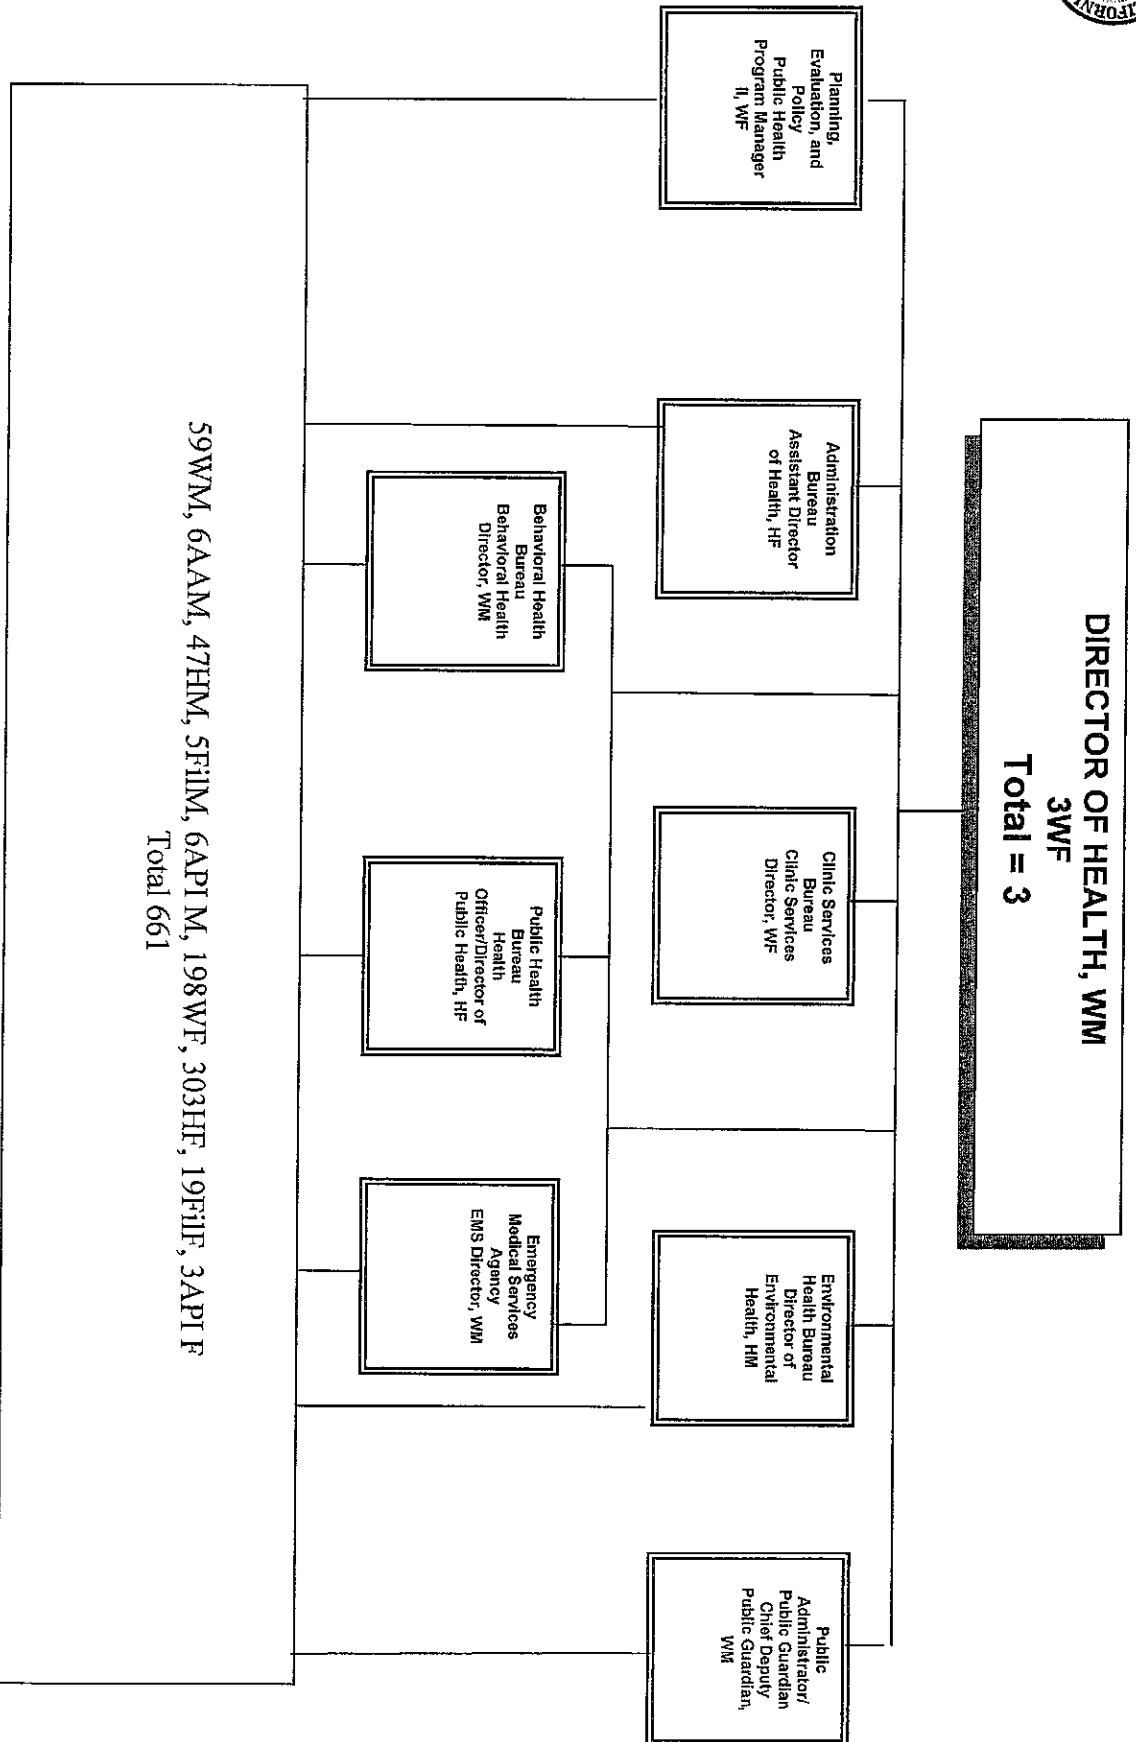 DIRECTOR OF HEALTH, WM
3WF
Total = 3
Planning,
Evaluation, and
Policy
Public Health
Program Manager
II, WF
Administration
Bureau
Assistant Director
of Health, HF
Clinic Services
Bureau
Clinic Services
Director, WF
Environmental
Health Bureau
Director of
Environmental
Health, HM
Public
Administrator/
Public Guardian
Chief Deputy
Public Guardian,
WM
Behavioral Health
Bureau
Behavioral Health
Director, WM
Public Health
Bureau
Health
Officer/Director of
Public Health, HF
Emergency
Medical Services
Agency
EMS Director, WM
59WM, 6AAM, 47HM, 5FilM, 6API M, 198WF, 303HF, 19FilF, 3API F
Total 661